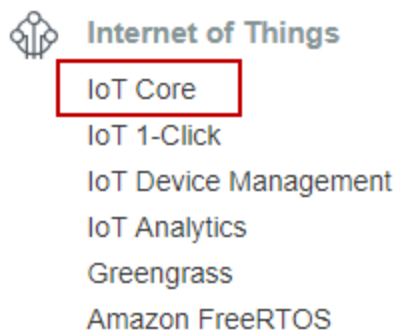 Internet of Things
IoT Core
IoT 1-Click
IoT Device Management
IoT Analytics
Greengrass
Amazon FreeRTOS